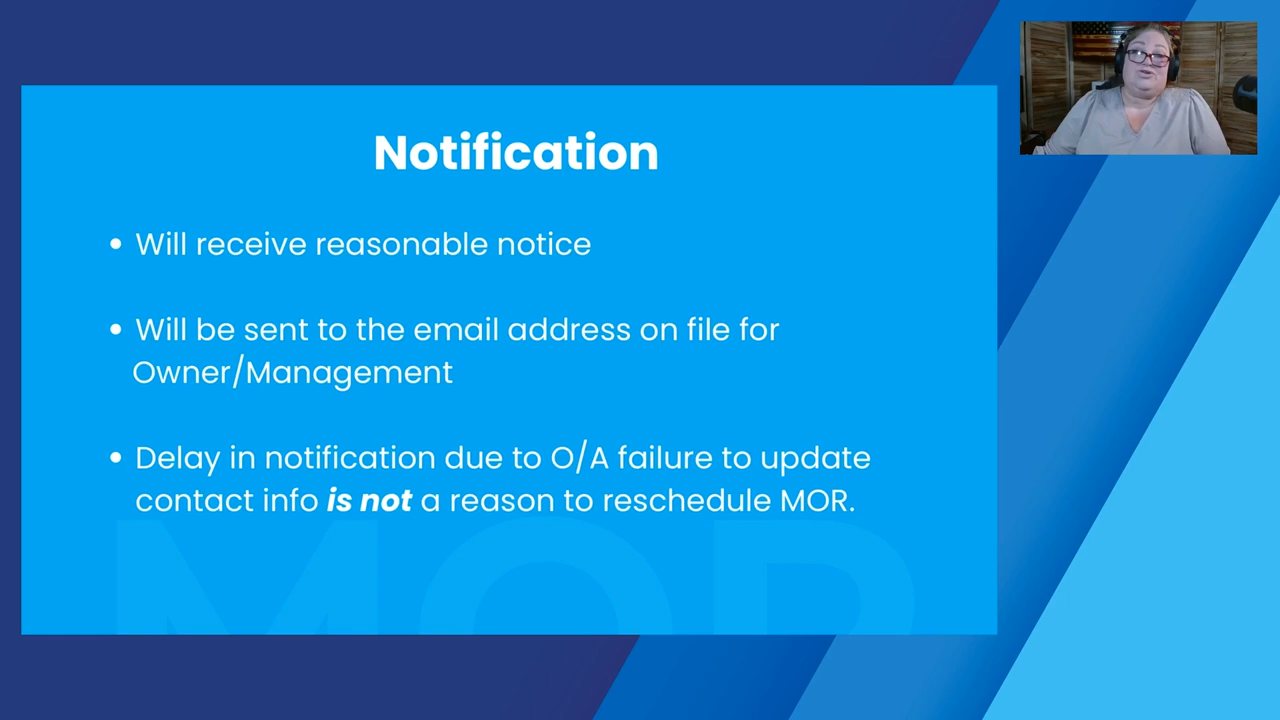 Notification
• Will receive reasonable notice
• Will be sent to the email address on file for
Owner/Management
• Delay in notification due to O/A failure to update
contact info is not a reason to reschedule MOR.
MOR